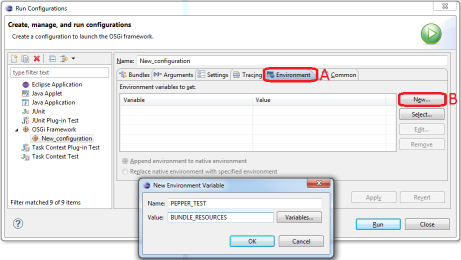 Run Configurations
Create, manage, and run configurations
Create a configuration to launch the OSGi framework.
type filter text
Eclipse Application
Java Applet
Java Application
JUnit
JUnit Plug-in Test
OSGi Framework
New_configuration
Task Context Plug-in Test
Task Context Test
Filter matched 9 of 9 items
Name: New_configuration
Bundles Arguments Settings Tracing Environment A Common
Environment variables to set:
Variable Value
New... B
Select...
Edit...
Remove
Append environment to native environment
Replace native environment with specified environment
Apply Revert
Run Close
New Environment Variable
Name: PEPPER_TEST
Value: BUNDLE_RESOURCES Variables...
OK Cancel